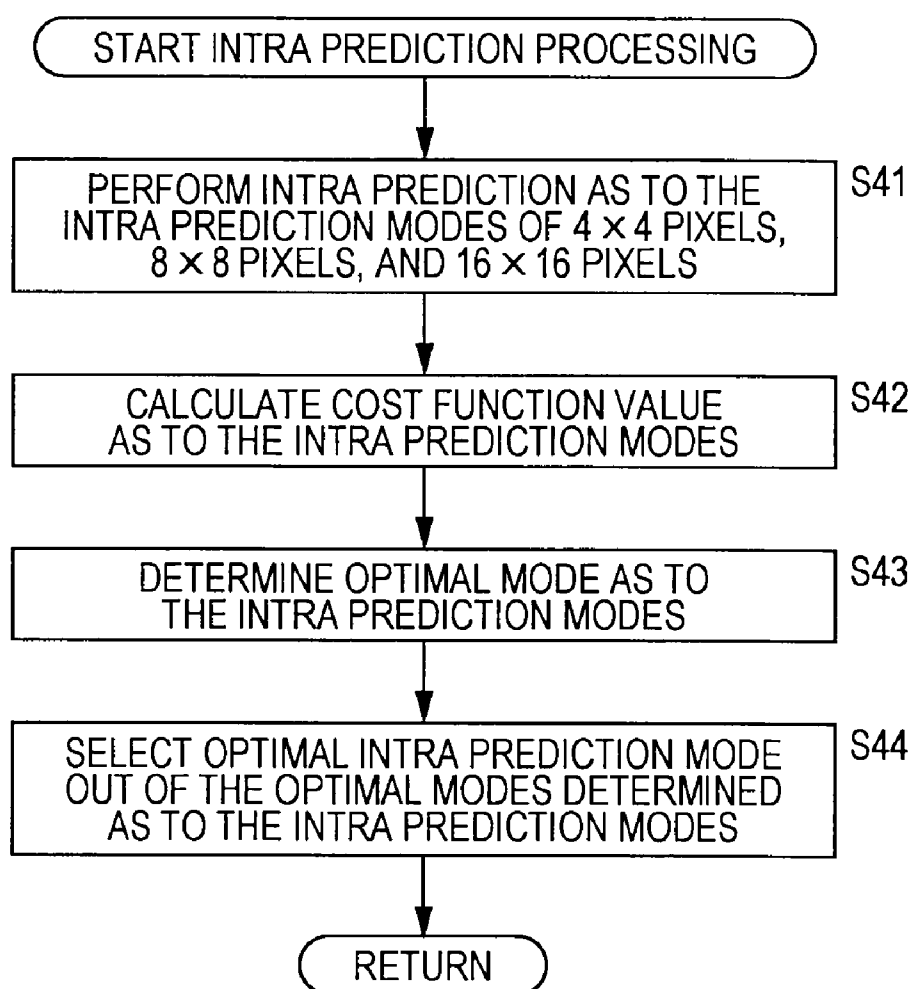 START INTRA PREDICTION PROCESSING
PERFORM INTRA PREDICTION AS TO THE
INTRA PREDICTION MODES OF 4 × 4 PIXELS,
8 × 8 PIXELS, AND 16 × 16 PIXELS
S41
CALCULATE COST FUNCTION VALUE
AS TO THE INTRA PREDICTION MODES
S42
DETERMINE OPTIMAL MODE AS TO
THE INTRA PREDICTION MODES
S43
SELECT OPTIMAL INTRA PREDICTION MODE
OUT OF THE OPTIMAL MODES DETERMINED
AS TO THE INTRA PREDICTION MODES
S44
RETURN